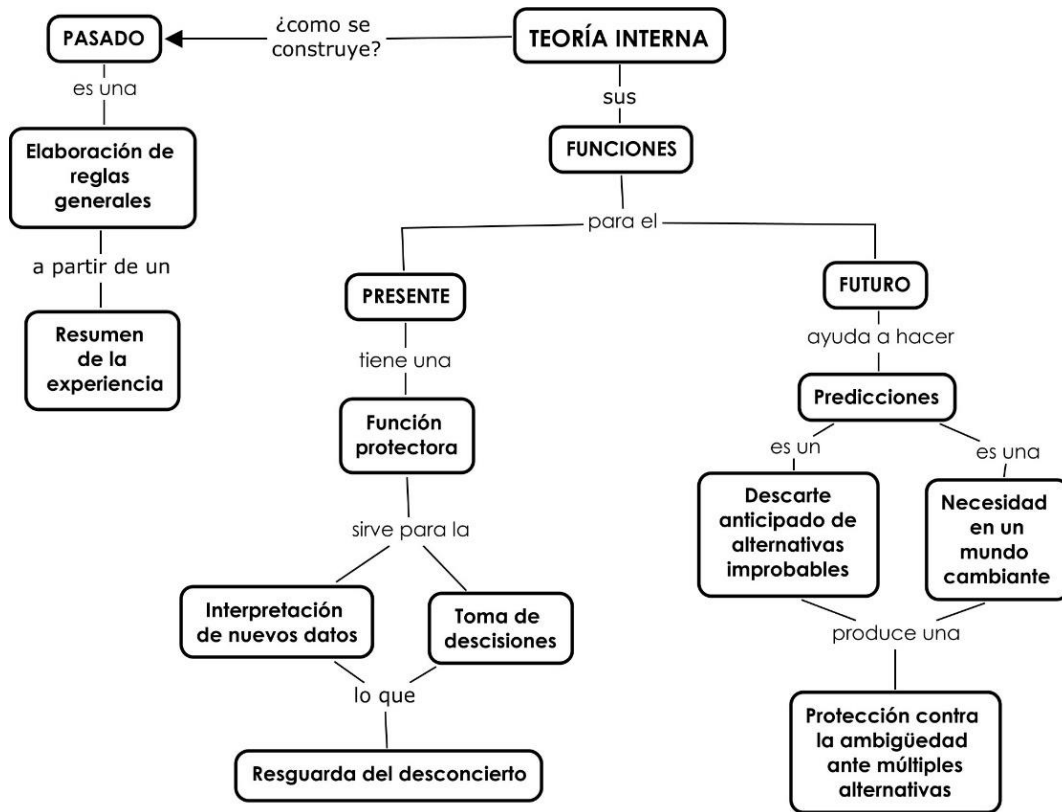 PASADO
¿como se
construye?
TEORÍA INTERNA
es una
sus
Elaboración de
reglas
generales
FUNCIONES
a partir de un
para el
Resumen
de la
experiencia
PRESENTE
FUTURO
tiene una
ayuda a hacer
Función
protectora
Predicciones
es un
es una
sirve para la
Descarte
anticipado de
alternativas
improbables
Necesidad
en un
mundo
cambiante
Interpretación
de nuevos datos
Toma de
descisiones
produce una
lo que
Resguarda del desconcierto
Protección contra
la ambigüedad
ante múltiples
alternativas